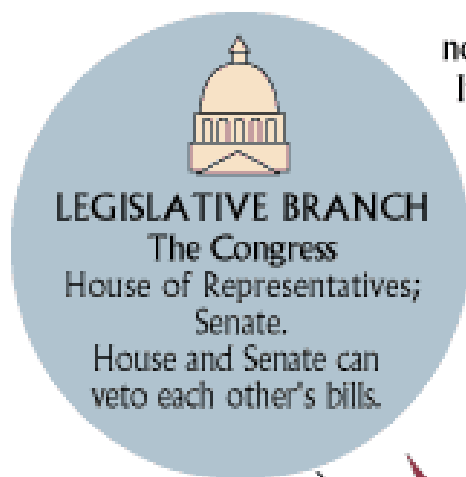 LEGISLATIVE BRANCH
The Congress
House of Representatives;
Senate.
House and Senate can
veto each other's bills.